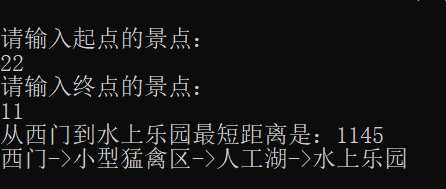 请输入起点的景点：
22
请输入终点的景点：
11
从西门到水上乐园最短距离是：1145
西门->小型猛禽区->人工湖->水上乐园